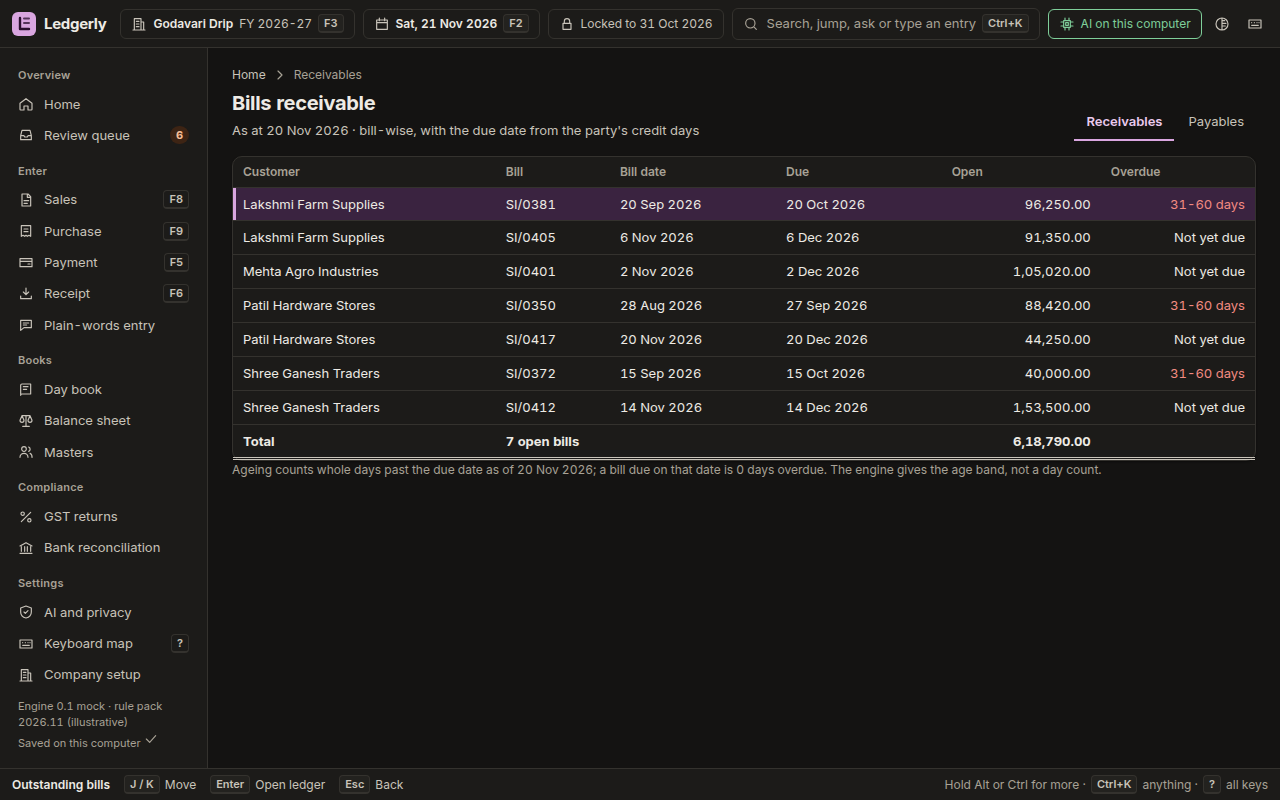 Ledgerly
Godavari Drip FY 2026-27 F3
Sat, 21 Nov 2026 F2
Locked to 31 Oct 2026
Search, jump, ask or type an entry Ctrl+K
AI on this computer
Overview
Home
Review queue 6
Enter
Sales F8
Purchase F9
Payment F5
Receipt F6
Plain-words entry
Books
Day book
Balance sheet
Masters
Compliance
GST returns
Bank reconciliation
Settings
AI and privacy
Keyboard map ?
Company setup
Engine 0.1 mock · rule pack
2026.11 (illustrative)
Saved on this computer
Home > Receivables
Bills receivable
As at 20 Nov 2026 · bill-wise, with the due date from the party's credit days
Receivables Payables
Customer Bill Bill date Due Open Overdue
Lakshmi Farm Supplies SI/0381 20 Sep 2026 20 Oct 2026 96,250.00 31-60 days
Lakshmi Farm Supplies SI/0405 6 Nov 2026 6 Dec 2026 91,350.00 Not yet due
Mehta Agro Industries SI/0401 2 Nov 2026 2 Dec 2026 1,05,020.00 Not yet due
Patil Hardware Stores SI/0350 28 Aug 2026 27 Sep 2026 88,420.00 31-60 days
Patil Hardware Stores SI/0417 20 Nov 2026 20 Dec 2026 44,250.00 Not yet due
Shree Ganesh Traders SI/0372 15 Sep 2026 15 Oct 2026 40,000.00 31-60 days
Shree Ganesh Traders SI/0412 14 Nov 2026 14 Dec 2026 1,53,500.00 Not yet due
Total 7 open bills 6,18,790.00
Ageing counts whole days past the due date as of 20 Nov 2026; a bill due on that date is 0 days overdue. The engine gives the age band, not a day count.
Outstanding bills J / K Move Enter Open ledger Esc Back
Hold Alt or Ctrl for more · Ctrl+K anything · ? all keys